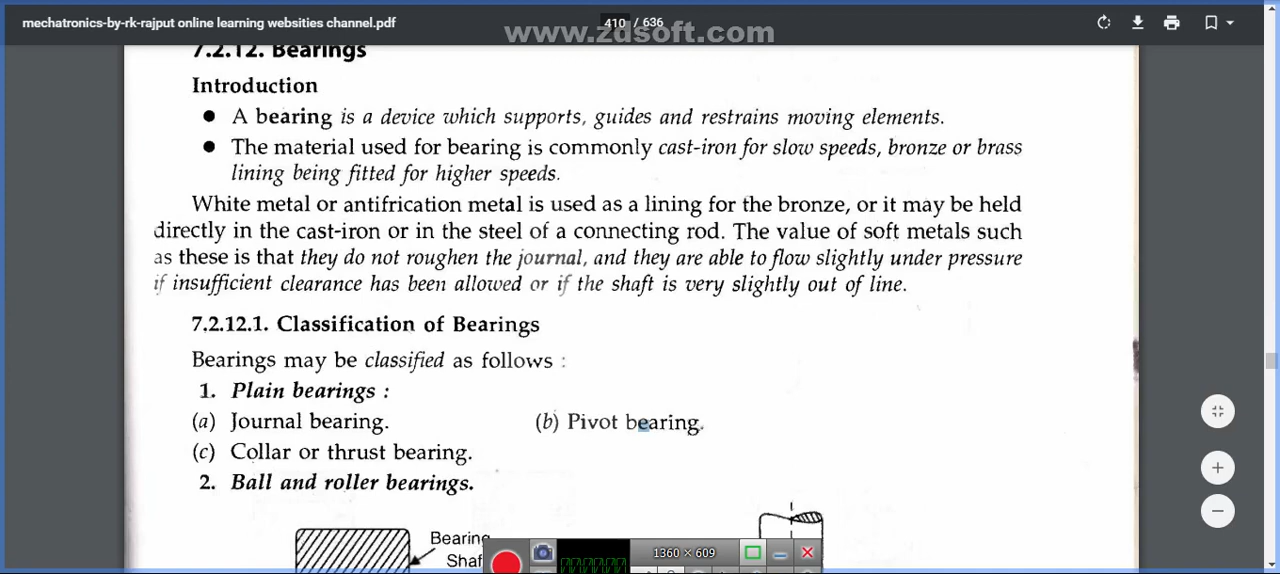 mechatronics-by-rk-rajput online learning websities channel.pdf
410 / 636
www.zdsoft.com
7.2.12. Bearings
Introduction
● A bearing is a device which supports, guides and restrains moving elements.
● The material used for bearing is commonly cast-iron for slow speeds, bronze or brass
lining being fitted for higher speeds.
White metal or antifrication metal is used as a lining for the bronze, or it may be held
directly in the cast-iron or in the steel of a connecting rod. The value of soft metals such
as these is that they do not roughen the journal, and they are able to flow slightly under pressure
if insufficient clearance has been allowed or if the shaft is very slightly out of line.
7.2.12.1. Classification of Bearings
Bearings may be classified as follows :
1. Plain bearings :
(a) Journal bearing. (b) Pivot bearing.
(c) Collar or thrust bearing.
2. Ball and roller bearings.
Bearing
Shaf
1360 × 609